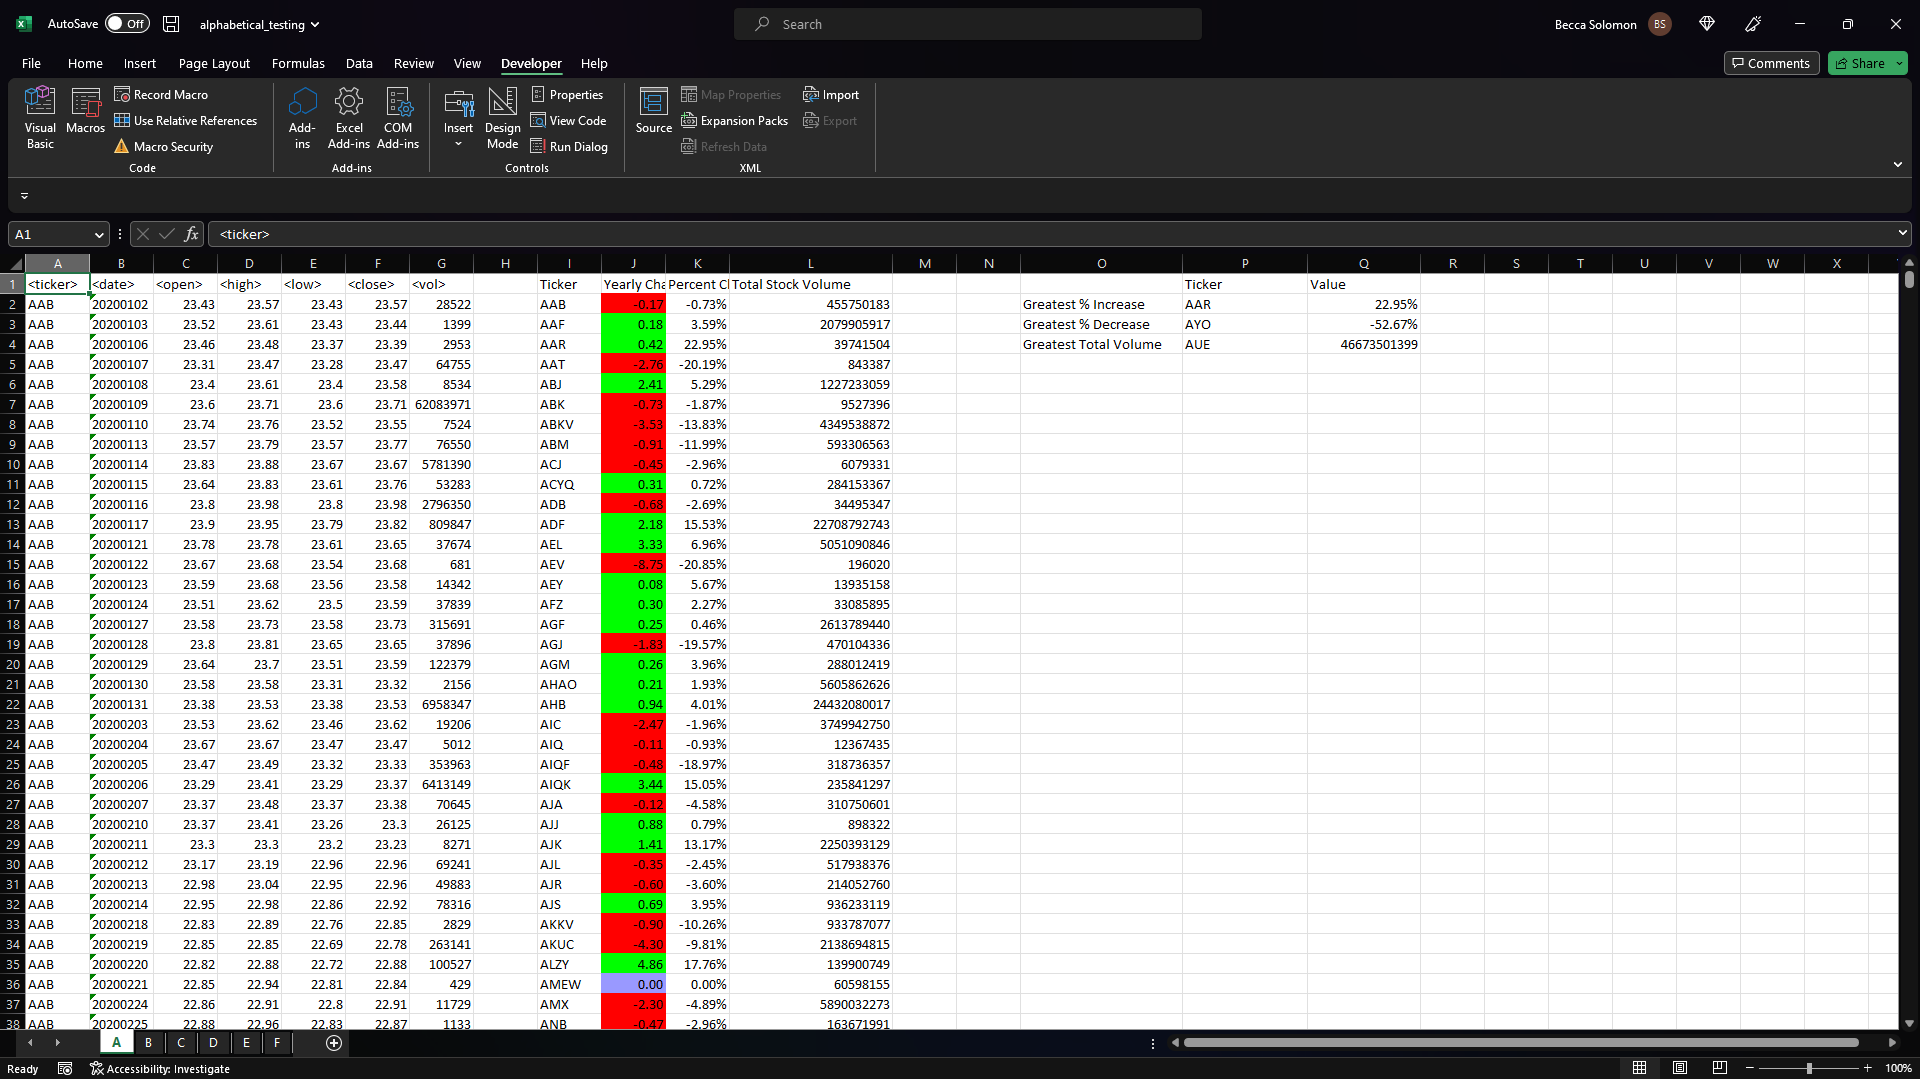 AutoSave Off alphabetical_testing Search Becca Solomon BS
File Home Insert Page Layout Formulas Data Review View Developer Help Comments Share
Visual Basic Macros Record Macro Use Relative References Macro Security Code
Add-ins Excel Add-ins COM Add-ins Add-ins
Insert Design Mode Properties View Code Run Dialog Controls
Source Map Properties Expansion Packs Refresh Data Import Export XML
A1 fx <ticker>
A B C D E F G H I J K L M N O P Q R S T U V W X
1 <ticker> <date> <open> <high> <low> <close> <vol> Ticker Yearly Cha Percent Cl Total Stock Volume Ticker Value
2 AAB 20200102 23.43 23.57 23.43 23.57 28522 AAB -0.17 -0.73% 455750183 Greatest % Increase AAR 22.95%
3 AAB 20200103 23.52 23.61 23.43 23.44 1399 AAF 0.18 3.59% 2079905917 Greatest % Decrease AYO -52.67%
4 AAB 20200106 23.46 23.48 23.37 23.39 2953 AAR 0.42 22.95% 39741504 Greatest Total Volume AUE 46673501399
5 AAB 20200107 23.31 23.47 23.28 23.47 64755 AAT -2.76 -20.19% 843387
6 AAB 20200108 23.4 23.61 23.4 23.58 8534 ABJ 2.41 5.29% 1227233059
7 AAB 20200109 23.6 23.71 23.6 23.71 62083971 ABK -0.73 -1.87% 9527396
8 AAB 20200110 23.74 23.76 23.52 23.55 7524 ABKV -3.53 -13.83% 4349538872
9 AAB 20200113 23.57 23.79 23.57 23.77 76550 ABM -0.91 -11.99% 593306563
10 AAB 20200114 23.83 23.88 23.67 23.67 5781390 ACJ -0.45 -2.96% 6079331
11 AAB 20200115 23.64 23.83 23.61 23.76 53283 ACYQ 0.31 0.72% 284153367
12 AAB 20200116 23.8 23.98 23.8 23.98 2796350 ADB -0.68 -2.69% 34495347
13 AAB 20200117 23.9 23.95 23.79 23.82 809847 ADF 2.18 15.53% 22708792743
14 AAB 20200121 23.78 23.78 23.61 23.65 37674 AEL 3.33 6.96% 5051090846
15 AAB 20200122 23.67 23.68 23.54 23.68 681 AEV -8.75 -20.85% 196020
16 AAB 20200123 23.59 23.68 23.56 23.58 14342 AEY 0.08 5.67% 13935158
17 AAB 20200124 23.51 23.62 23.5 23.59 37839 AFZ 0.30 2.27% 33085895
18 AAB 20200127 23.58 23.73 23.58 23.73 315691 AGF 0.25 0.46% 2613789440
19 AAB 20200128 23.8 23.81 23.65 23.65 37896 AGJ -1.83 -19.57% 470104336
20 AAB 20200129 23.64 23.7 23.51 23.59 122379 AGM 0.26 3.96% 288012419
21 AAB 20200130 23.58 23.58 23.31 23.32 2156 AHAO 0.21 1.93% 5605862626
22 AAB 20200131 23.38 23.53 23.38 23.53 6958347 AHB 0.94 4.01% 24432080017
23 AAB 20200203 23.53 23.62 23.46 23.62 19206 AIC -2.47 -1.96% 3749942750
24 AAB 20200204 23.67 23.67 23.47 23.47 5012 AIQ -0.11 -0.93% 12367435
25 AAB 20200205 23.47 23.49 23.32 23.33 353963 AIQF -0.48 -18.97% 318736357
26 AAB 20200206 23.29 23.41 23.29 23.37 6413149 AIQK 3.44 15.05% 235841297
27 AAB 20200207 23.37 23.48 23.37 23.38 70645 AJA -0.12 -4.58% 310750601
28 AAB 20200210 23.37 23.41 23.26 23.3 26125 AJJ 0.88 0.79% 898322
29 AAB 20200211 23.3 23.3 23.2 23.23 8271 AJK 1.41 13.17% 2250393129
30 AAB 20200212 23.17 23.19 22.96 22.96 69241 AJL -0.35 -2.45% 517938376
31 AAB 20200213 22.98 23.04 22.95 22.96 49883 AJR -0.60 -3.60% 214052760
32 AAB 20200214 22.95 22.98 22.86 22.92 78316 AJS 0.69 3.95% 936233119
33 AAB 20200218 22.83 22.89 22.76 22.85 2829 AKKV -0.90 -10.26% 933787077
34 AAB 20200219 22.85 22.85 22.69 22.78 263141 AKUC -4.30 -9.81% 2138694815
35 AAB 20200220 22.82 22.88 22.72 22.88 100527 ALZY 4.86 17.76% 139900749
36 AAB 20200221 22.85 22.94 22.81 22.84 429 AMEW 0.00 0.00% 60598155
37 AAB 20200224 22.86 22.91 22.8 22.91 11729 AMX -2.30 -4.89% 5890032273
38 AAB 20200225 22.88 22.96 22.83 22.87 1133 ANB -0.47 -2.96% 163671991
A B C D E F
Ready Accessibility: Investigate 100%